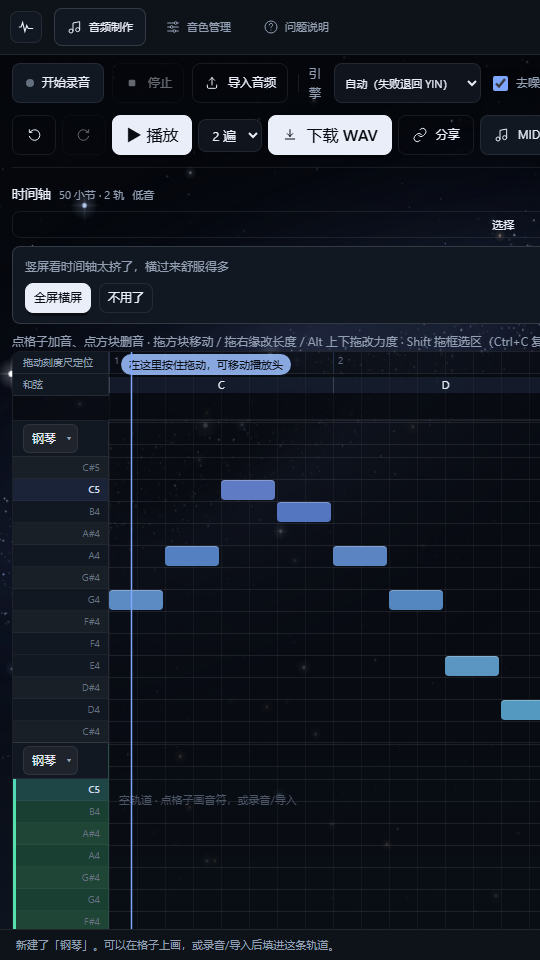 音频制作 音色管理 问题说明
开始录音 停止 导入音频 引擎 自动（失败退回 YIN） 去噪
播放 2 遍 下载 WAV 分享 MID
时间轴 50 小节 · 2 轨 低音
选择
竖屏看时间轴太挤了，横过来舒服得多
全屏横屏 不用了
点格子加音、点方块删音 · 拖方块移动 / 拖右缘改长度 / Alt 上下拖改力度 · Shift 拖框选区（Ctrl+C 复
拖动刻度尺定位 1 在这里按住拖动，可移动播放头 2
和弦 C D
钢琴
C#5
C5
B4
A#4
A4
G#4
G4
F#4
F4
E4
D#4
D4
C#4
钢琴
C5
空轨道 · 点格子画音符，或录音/导入
B4
A#4
A4
G#4
G4
F#4
新建了「钢琴」。可以在格子上画，或录音/导入后填进这条轨道。